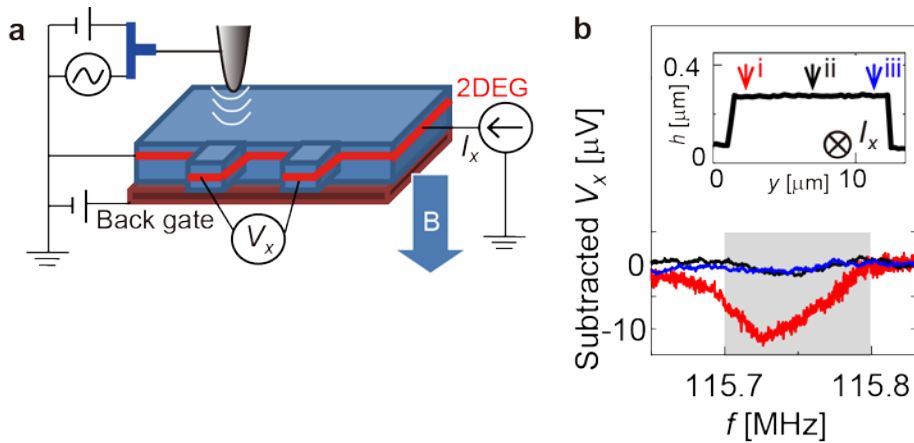 a
2DEG
I_x
Back gate
V_x
B
b
Subtracted V_x [μV]
0
-10
115.7
115.8
f [MHz]
h [μm]
0.4
0
0
10
y [μm]
i
ii
iii
I_x